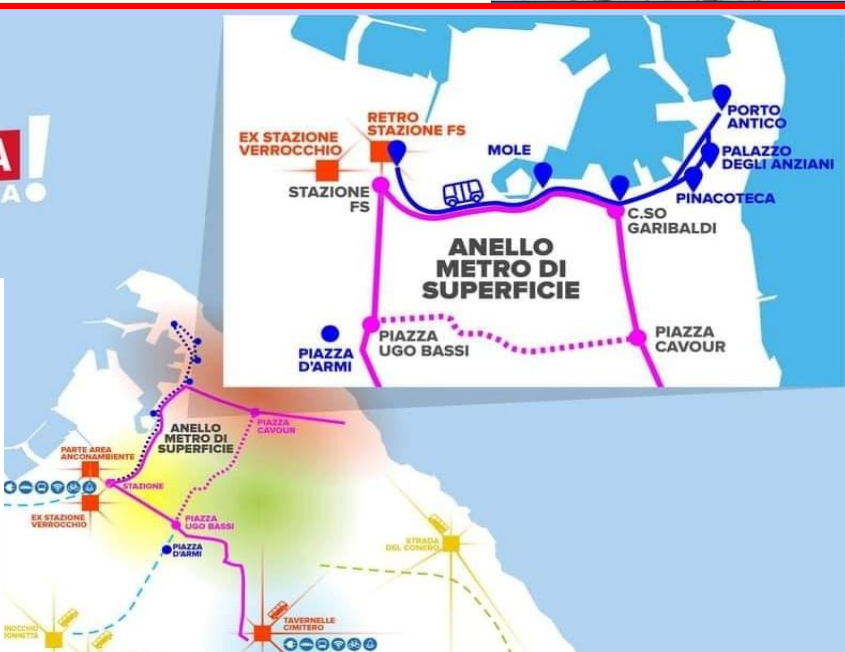 A!
A
RETRO
STAZIONE FS
EX STAZIONE
VERROCCHIO
STAZIONE
FS
MOLE
PORTO
ANTICO
PALAZZO
DEGLI ANZIANI
PINACOTECA
C.SO
GARIBALDI
ANELLO
METRO DI
SUPERFICIE
PIAZZA
D'ARMI
PIAZZA
UGO BASSI
PIAZZA
CAVOUR
ANELLO
METRO DI
SUPERFICIE
PIAZZA
CAVOUR
PARTE AREA
ANCONAMBIENTE
STAZIONE
EX STAZIONE
VERROCCHIO
PIAZZA
UGO BASSI
PIAZZA
D'ARMI
STRADA
DEL CONERO
TAVERNELLE
CIMITERO